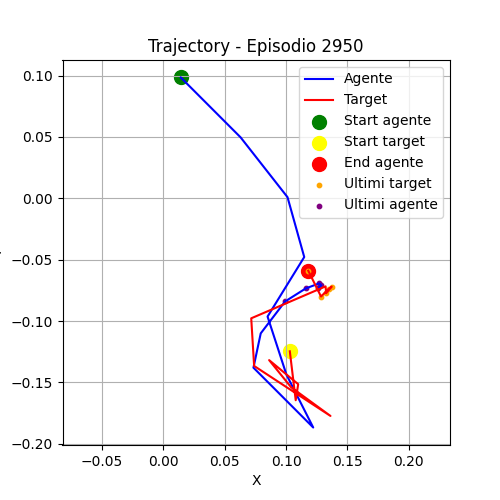 Trajectory - Episodio 2950
Agente
Target
Start agente
Start target
End agente
Ultimi target
Ultimi agente
0.10
0.05
0.00
−0.05
−0.10
−0.15
−0.20
−0.05
0.00
0.05
0.10
0.15
0.20
X